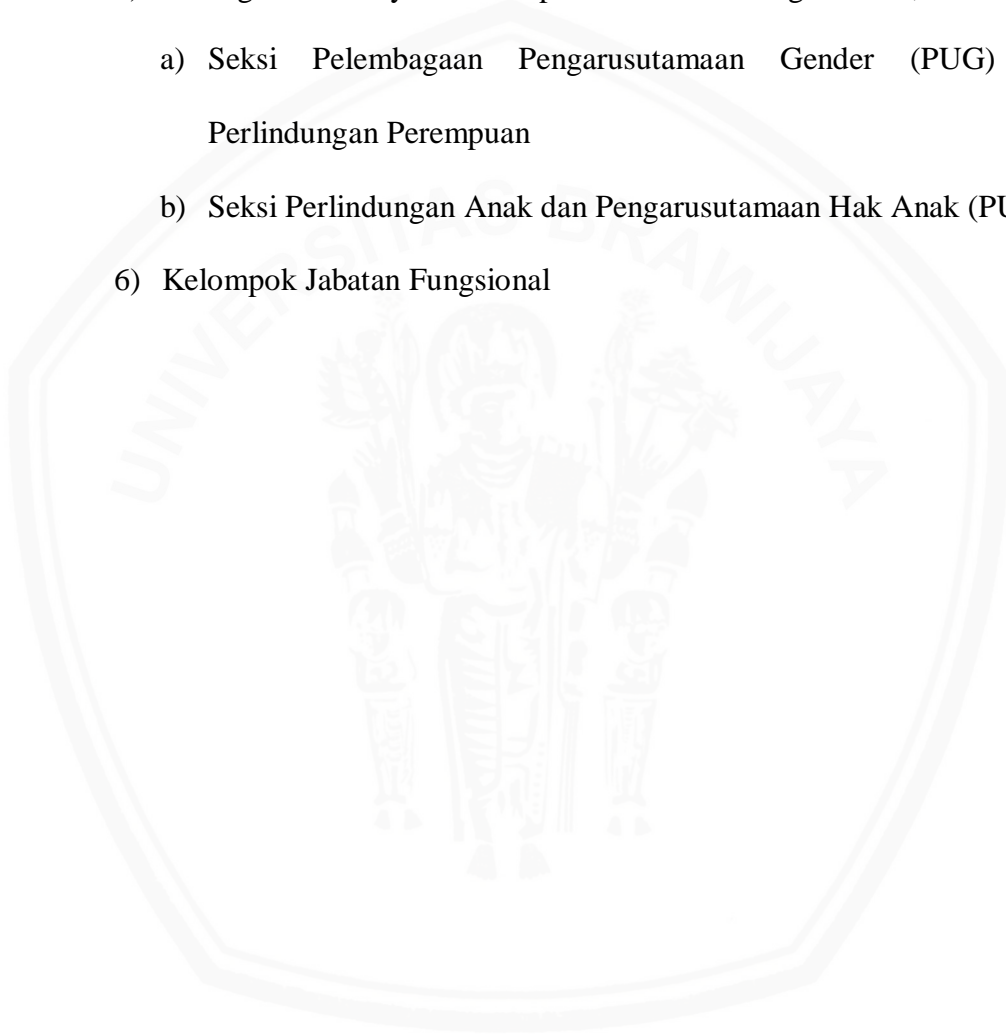 a) Seksi Pelembagaan Pengarusutamaan Gender (PUG)
Perlindungan Perempuan
b) Seksi Perlindungan Anak dan Pengarusutamaan Hak Anak (PU
6) Kelompok Jabatan Fungsional
UNIVERSITAS BRAWIJAYA